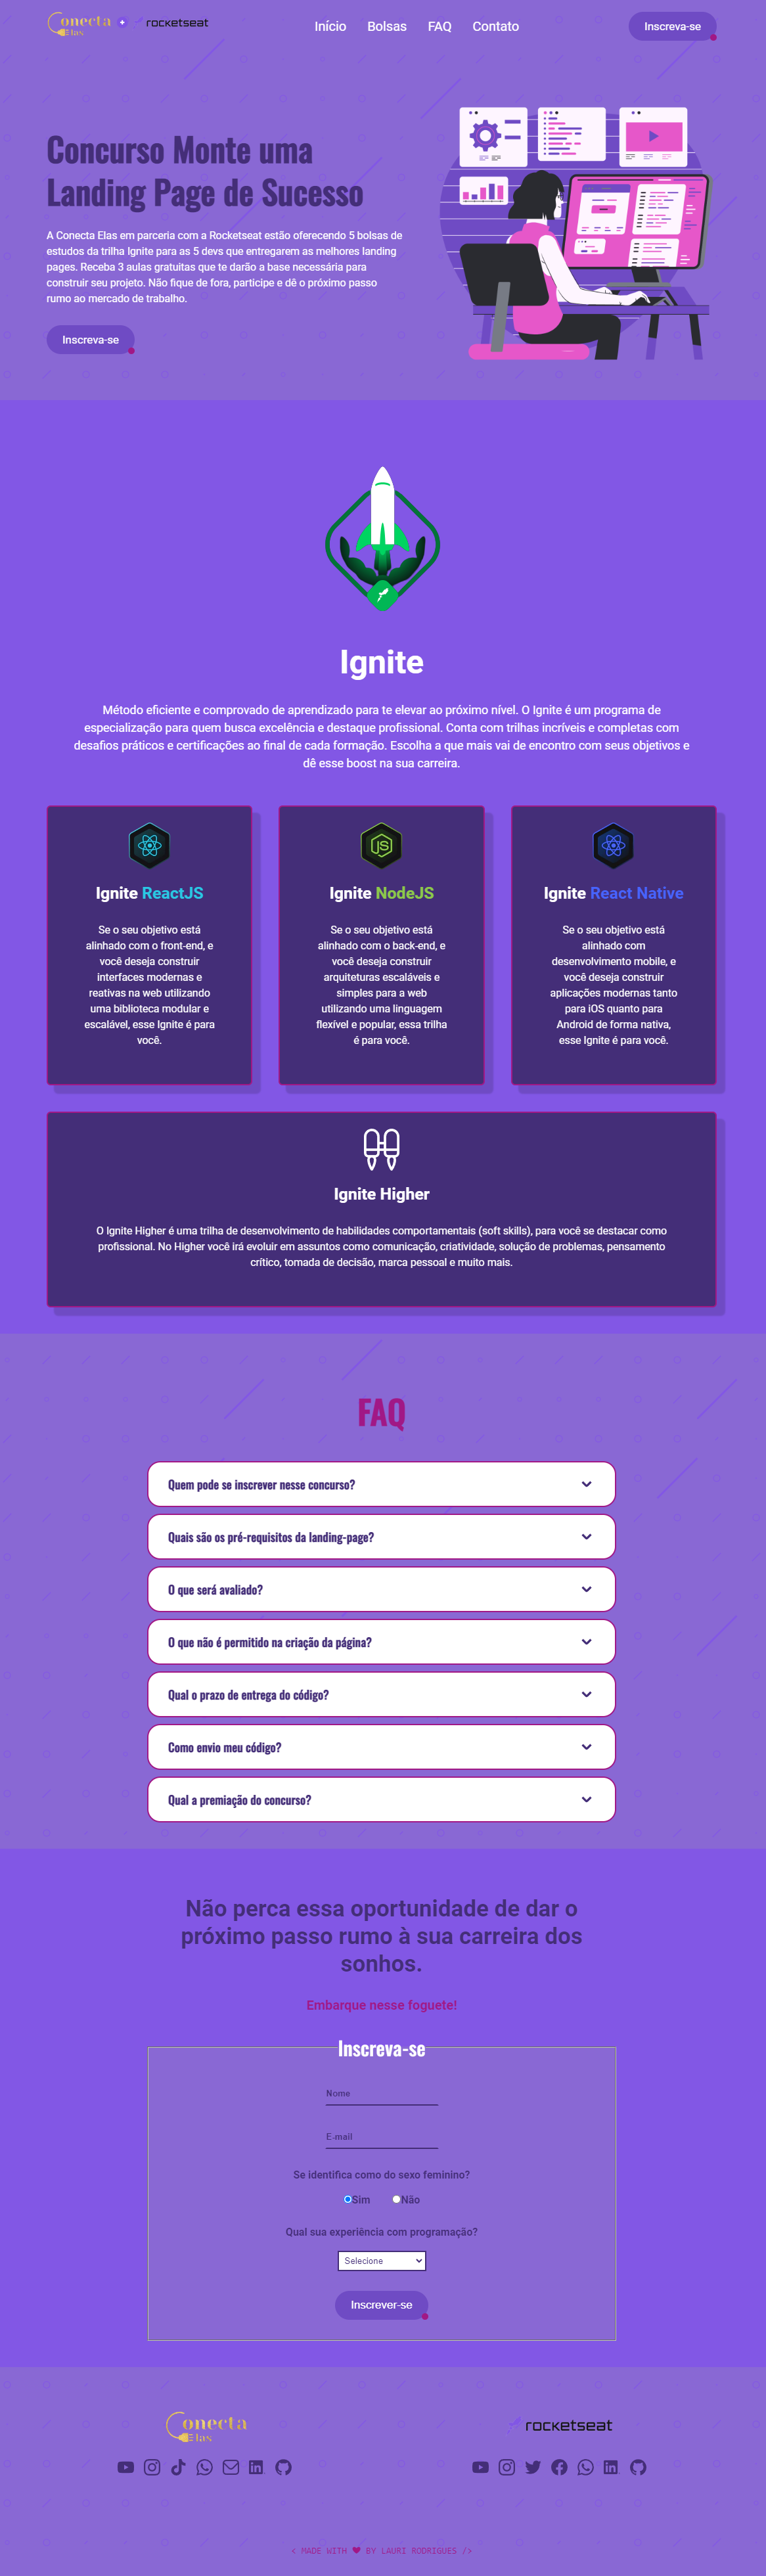 Conecta
Elas
+
rocketseat
Início
Bolsas
FAQ
Contato
Inscreva-se
Concurso Monte uma
Landing Page de Sucesso
A Conecta Elas em parceria com a Rocketseat estão oferecendo 5 bolsas de
estudos da trilha Ignite para as 5 devs que entregarem as melhores landing
pages. Receba 3 aulas gratuitas que te darão a base necessária para
construir seu projeto. Não fique de fora, participe e dê o próximo passo
rumo ao mercado de trabalho.
Inscreva-se
Ignite
Método eficiente e comprovado de aprendizado para te elevar ao próximo nível. O Ignite é um programa de
especialização para quem busca excelência e destaque profissional. Conta com trilhas incríveis e completas com
desafios práticos e certificações ao final de cada formação. Escolha a que mais vai de encontro com seus objetivos e
dê esse boost na sua carreira.
Ignite ReactJS
Se o seu objetivo está
alinhado com o front-end, e
você deseja construir
interfaces modernas e
reativas na web utilizando
uma biblioteca modular e
escalável, esse Ignite é para
você.
JS
Ignite NodeJS
Se o seu objetivo está
alinhado com o back-end, e
você deseja construir
arquiteturas escaláveis e
simples para a web
utilizando uma linguagem
flexível e popular, essa trilha
é para você.
Ignite React Native
Se o seu objetivo está
alinhado com
desenvolvimento mobile, e
você deseja construir
aplicações modernas tanto
para iOS quanto para
Android de forma nativa,
esse Ignite é para você.
Ignite Higher
O Ignite Higher é uma trilha de desenvolvimento de habilidades comportamentais (soft skills), para você se destacar como
profissional. No Higher você irá evoluir em assuntos como comunicação, criatividade, solução de problemas, pensamento
crítico, tomada de decisão, marca pessoal e muito mais.
FAQ
Quem pode se inscrever nesse concurso?
Quais são os pré-requisitos da landing-page?
O que será avaliado?
O que não é permitido na criação da página?
Qual o prazo de entrega do código?
Como envio meu código?
Qual a premiação do concurso?
Não perca essa oportunidade de dar o
próximo passo rumo à sua carreira dos
sonhos.
Embarque nesse foguete!
Inscreva-se
Nome
E-mail
Se identifica como do sexo feminino?
Sim
Não
Qual sua experiência com programação?
Selecione
Inscrever-se
Conecta
Elas
rocketseat
< MADE WITH ❤ BY LAURI RODRIGUES />